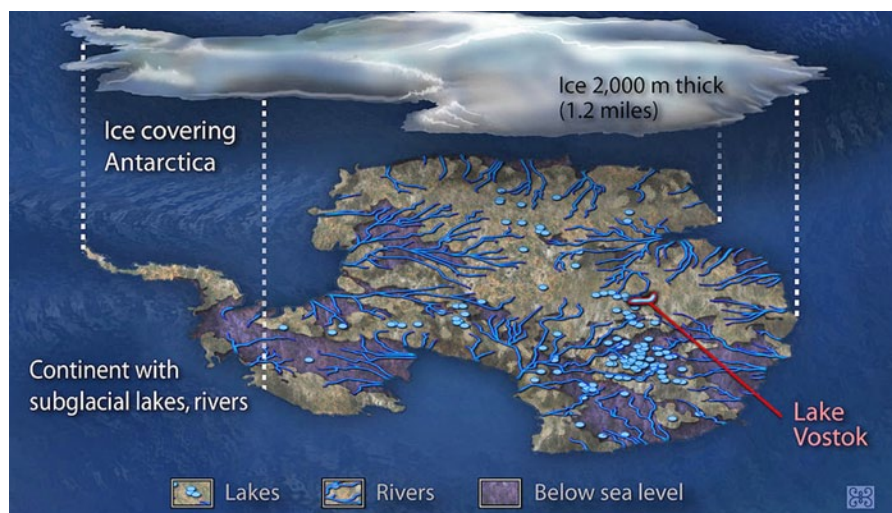 Ice 2,000 m thick
(1.2 miles)
Ice covering
Antarctica
Continent with
subglacial lakes, rivers
Lake
Vostok
Lakes
Rivers
Below sea level